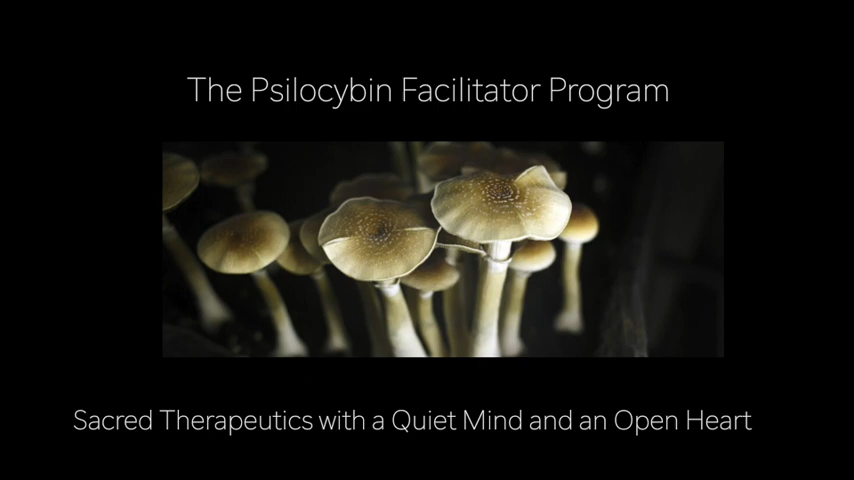 The Psilocybin Facilitator Program
Sacred Therapeutics with a Quiet Mind and an Open Heart